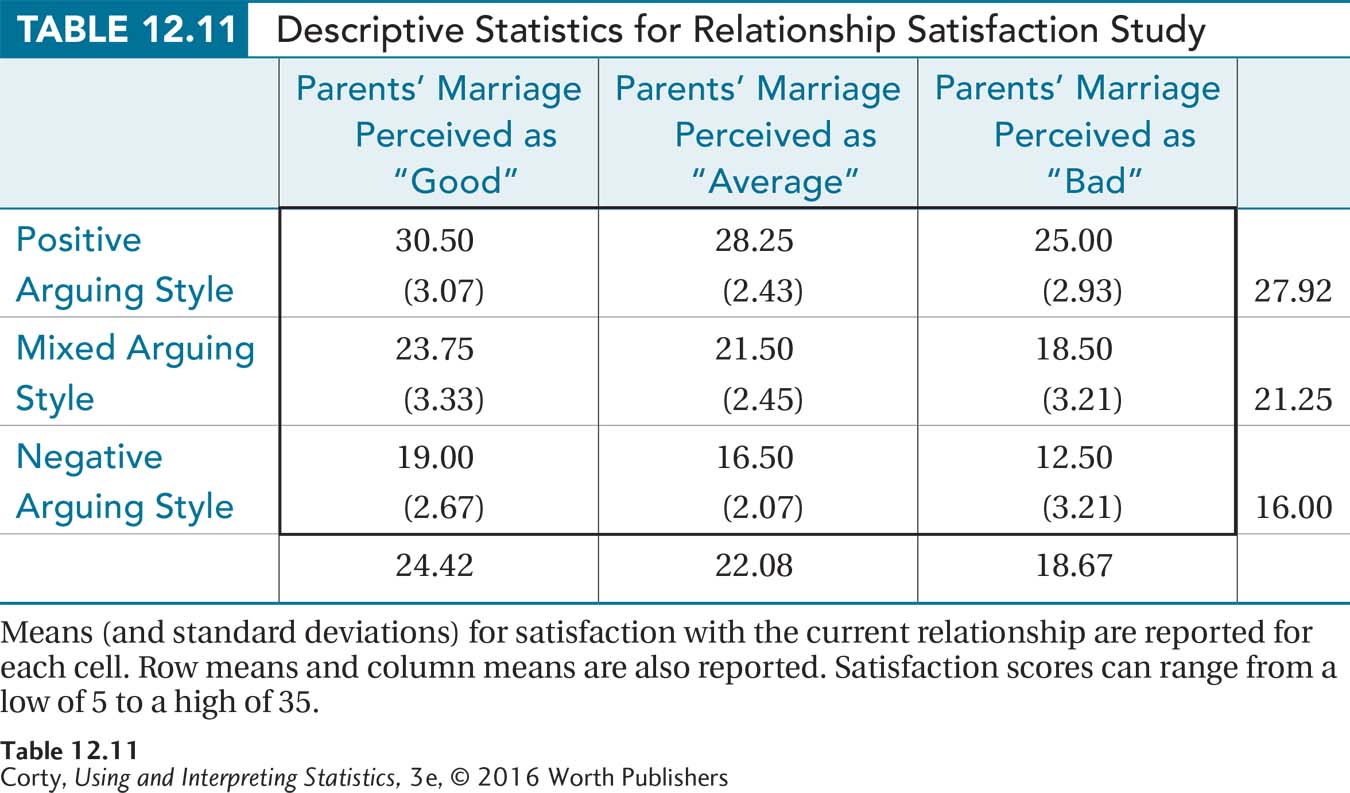 TABLE 12.11 Descriptive Statistics for Relationship Satisfaction Study
Parents’ Marriage Parents’ Marriage Parents’ Marriage
Perceived as Perceived as Perceived as
“Good” “Average” “Bad”
Positive 30.50 28.25 25.00
Arguing Style (3.07) (2.43) (2.93) 27.92
Mixed Arguing 23.75 21.50 18.50
Style (3.33) (2.45) (3.21) 21.25
Negative 19.00 16.50 12.50
Arguing Style (2.67) (2.07) (3.21) 16.00
24.42 22.08 18.67
Means (and standard deviations) for satisfaction with the current relationship are reported for
each cell. Row means and column means are also reported. Satisfaction scores can range from a
low of 5 to a high of 35.
Table 12.11
Corty, Using and Interpreting Statistics, 3e, © 2016 Worth Publishers